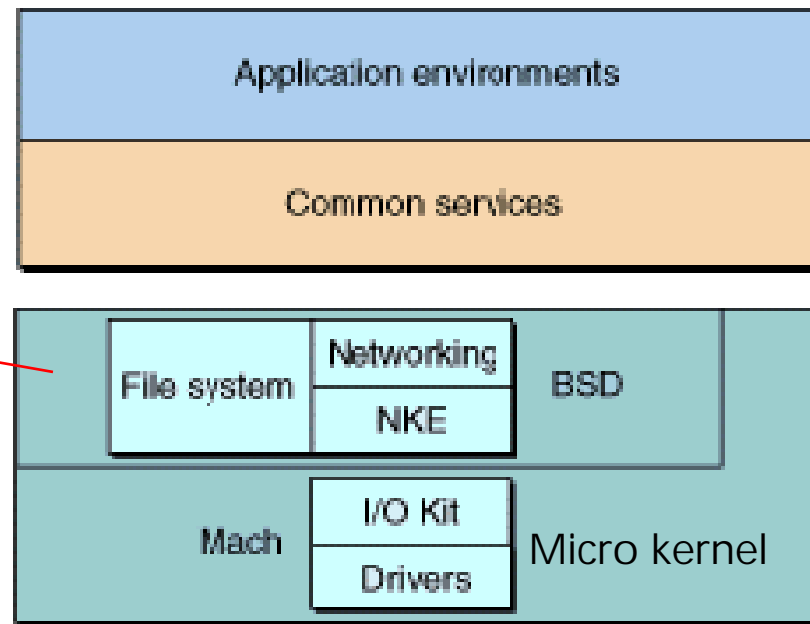 Application environments
Common services
File system
Networking
NKE
BSD
Mach
I/O Kit
Drivers
Micro kernel